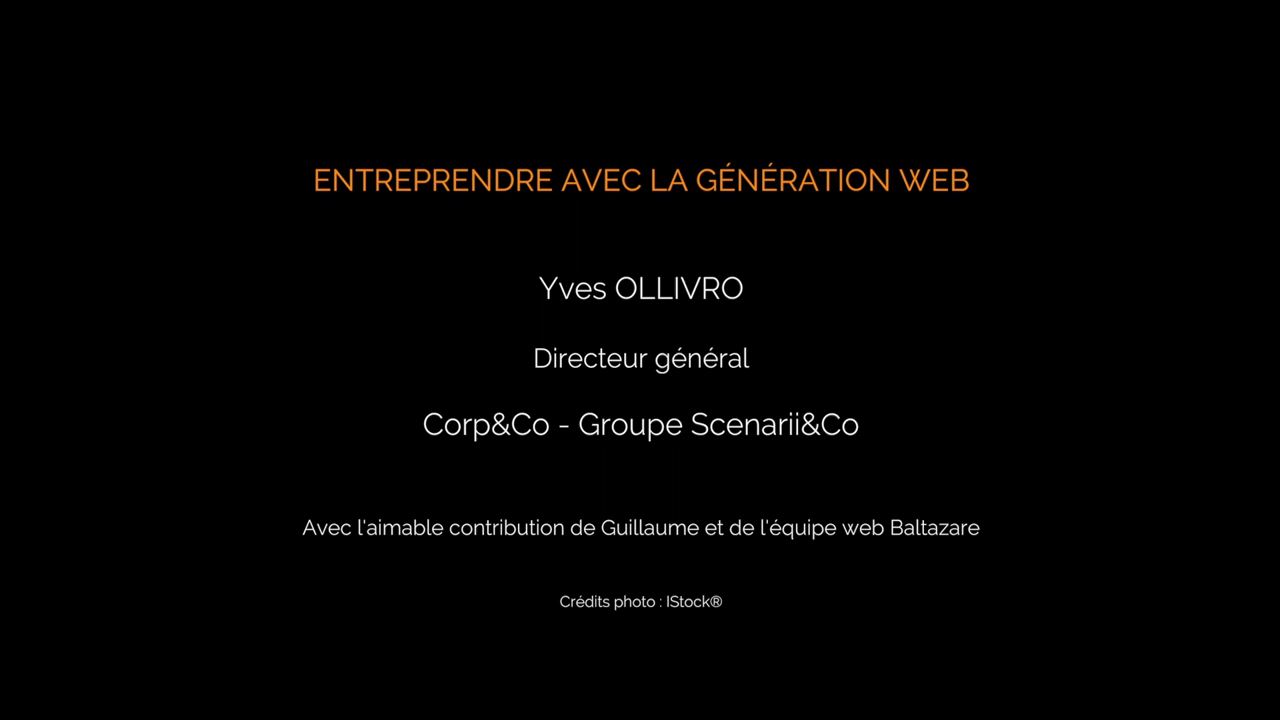 ENTREPRENDRE AVEC LA GÉNÉRATION WEB
Yves OLLIVRO
Directeur général
Corp&Co - Groupe Scenarii&Co
Avec l'aimable contribution de Guillaume et de l'équipe web Baltazare
Crédits photo : IStock®